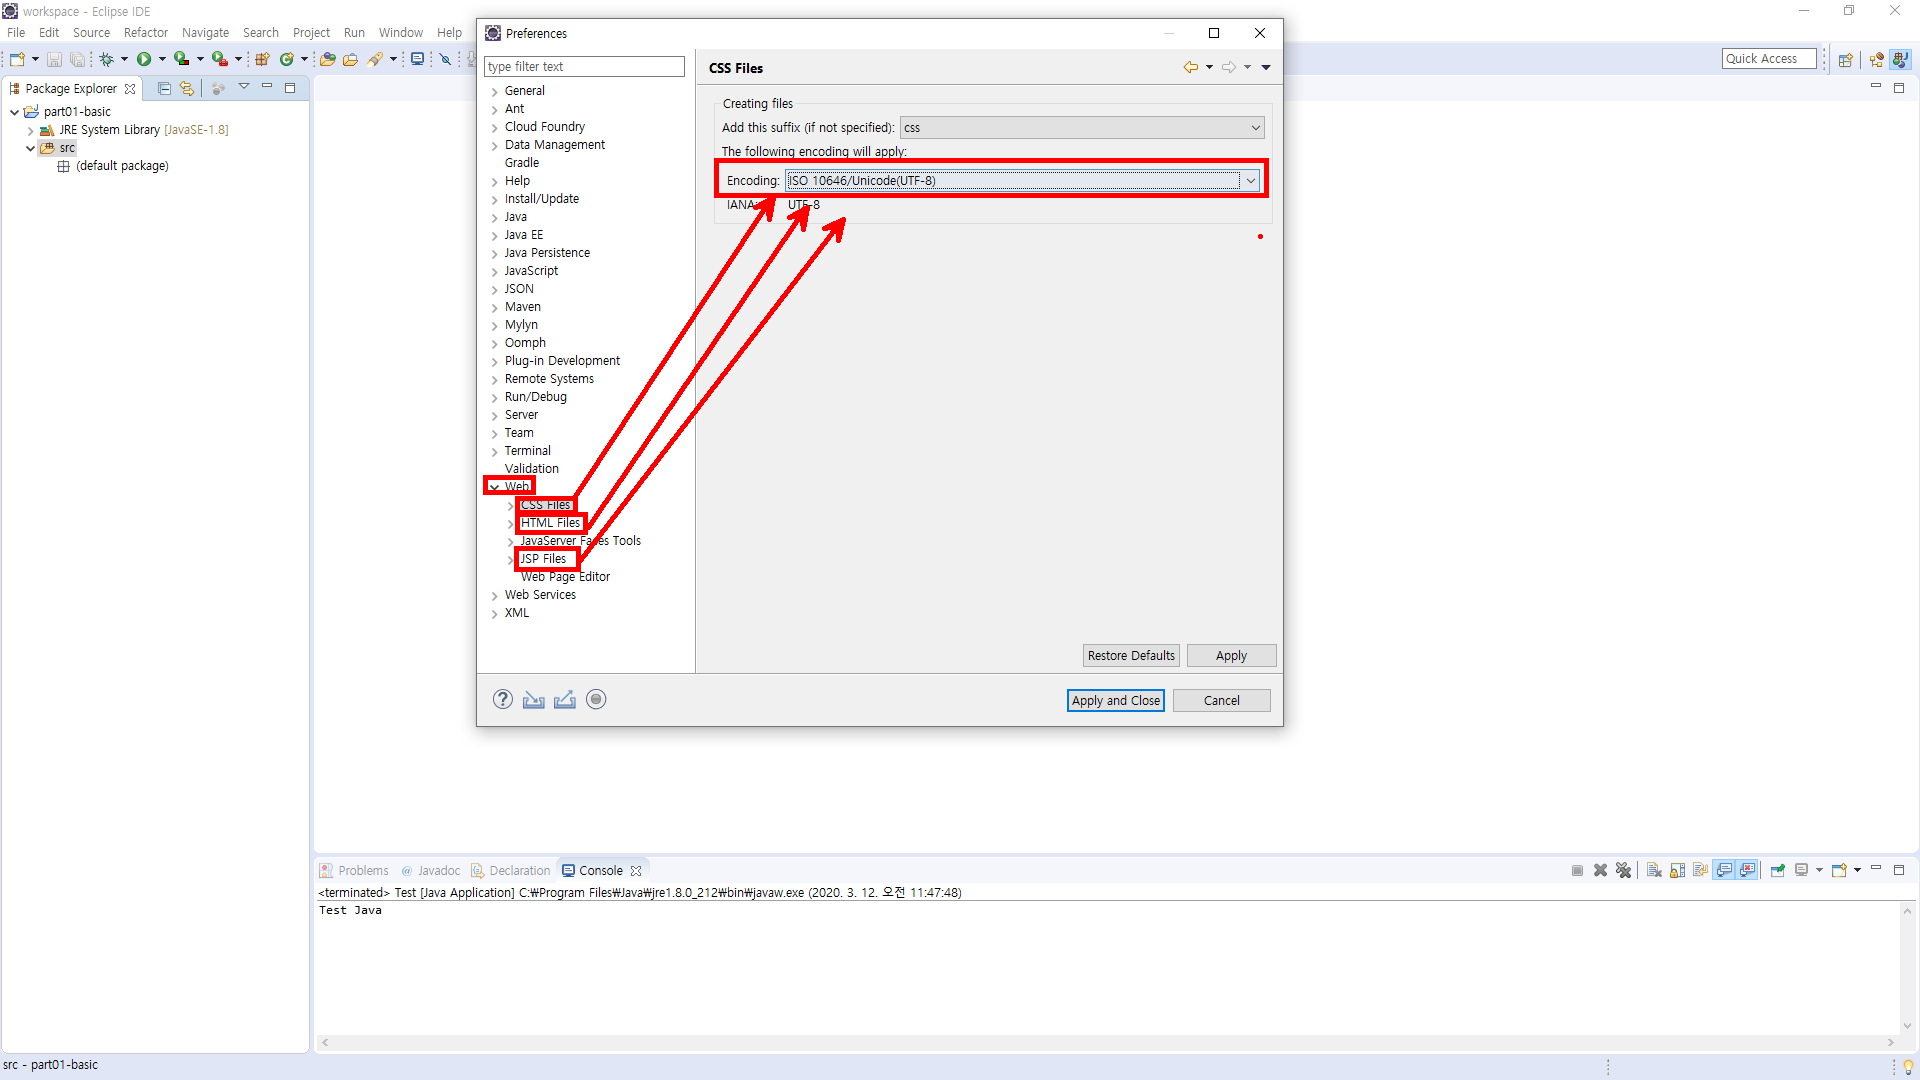 workspace - Eclipse IDE
File Edit Source Refactor Navigate Search Project Run Window Help
Quick Access
Package Explorer
part01-basic
JRE System Library [JavaSE-1.8]
src
(default package)
Preferences
type filter text
General
Ant
Cloud Foundry
Data Management
Gradle
Help
Install/Update
Java
Java EE
Java Persistence
JavaScript
JSON
Maven
Mylyn
Oomph
Plug-in Development
Remote Systems
Run/Debug
Server
Team
Terminal
Validation
Web
CSS Files
HTML Files
JavaServer Faces Tools
JSP Files
Web Page Editor
Web Services
XML
CSS Files
Creating files
Add this suffix (if not specified): css
The following encoding will apply:
Encoding: ISO 10646/Unicode(UTF-8)
IANA: UTF-8
Restore Defaults Apply
Apply and Close Cancel
Problems @ Javadoc Declaration Console
<terminated> Test [Java Application] C:₩Program Files₩Java₩jre1.8.0_212₩bin₩javaw.exe (2020. 3. 12. 오전 11:47:48)
Test Java
src - part01-basic